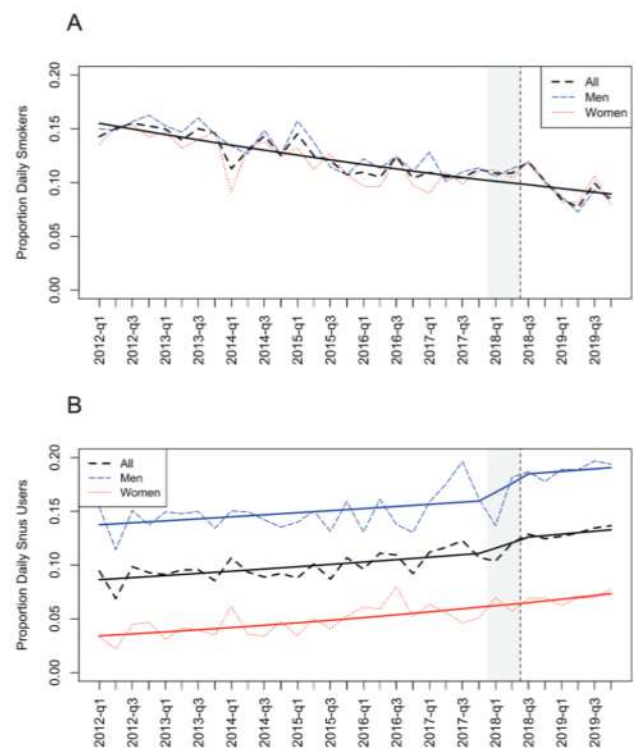 A
Proportion Daily Smokers
0.20
0.15
0.10
0.05
0.00
All
Men
Women
2012-q1
2012-q3
2013-q1
2013-q3
2014-q1
2014-q3
2015-q1
2015-q3
2016-q1
2016-q3
2017-q1
2017-q3
2018-q1
2018-q3
2019-q1
2019-q3
B
Proportion Daily Snus Users
0.20
0.15
0.10
0.05
0.00
All
Men
Women
2012-q1
2012-q3
2013-q1
2013-q3
2014-q1
2014-q3
2015-q1
2015-q3
2016-q1
2016-q3
2017-q1
2017-q3
2018-q1
2018-q3
2019-q1
2019-q3